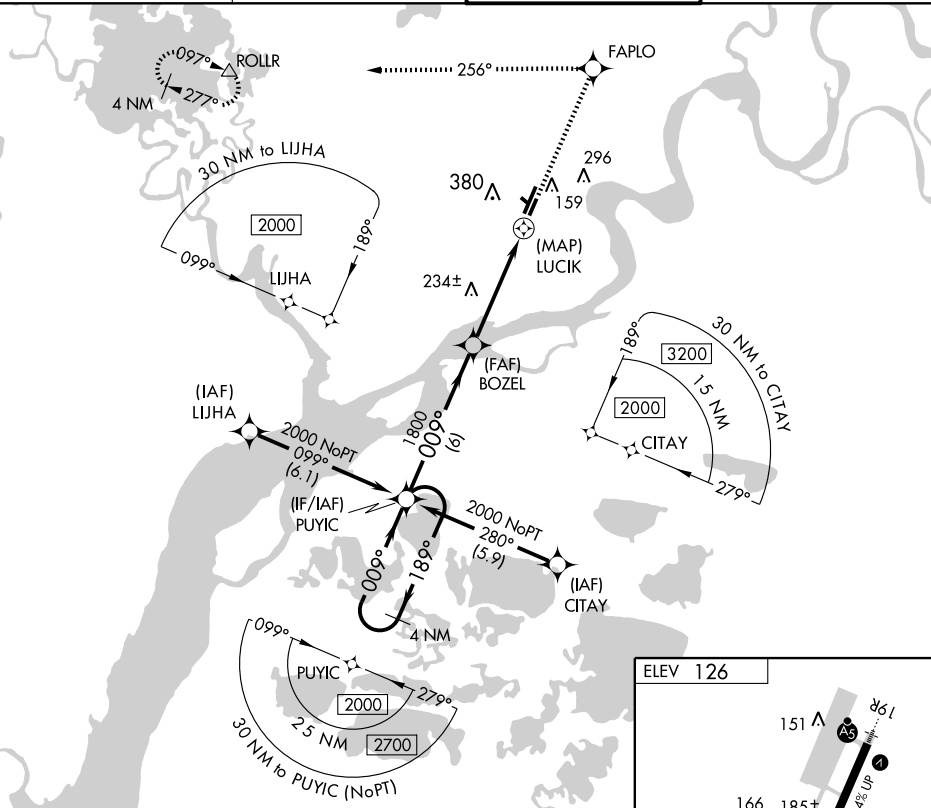 097°
ROLLR
277°
4 NM
256°
FAPLO
30 NM to LIJHA
2000
189°
099°
LIJHA
380
296
159
(MAP)
LUCIK
234±
(FAF)
BOZEL
30 NM to CITAY
189°
3200
15 NM
2000
CITAY
279°
(IAF)
LIJHA
2000 NoPT
099°
(6.1)
1800
009°
(6)
(IF/IAF)
PUYIC
2000 NoPT
280°
(5.9)
(IAF)
CITAY
009°
189°
4 NM
099°
PUYIC
279°
2000
25 NM
2700
30 NM to PUYIC (NoPT)
ELEV 126
19R
151
A5
4% UP
166
185±